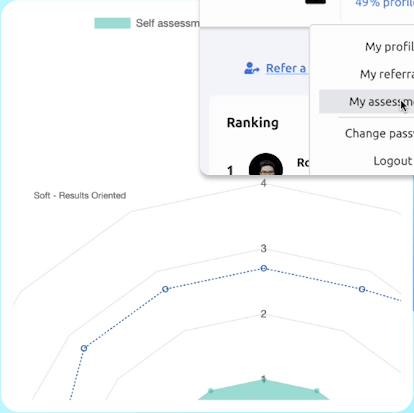 Self assessm
49% profil
My profil
Refer a
My referra
My assessme
Ranking
Change pass
Logout
1 Ro
4
Soft - Results Oriented
3
2
1